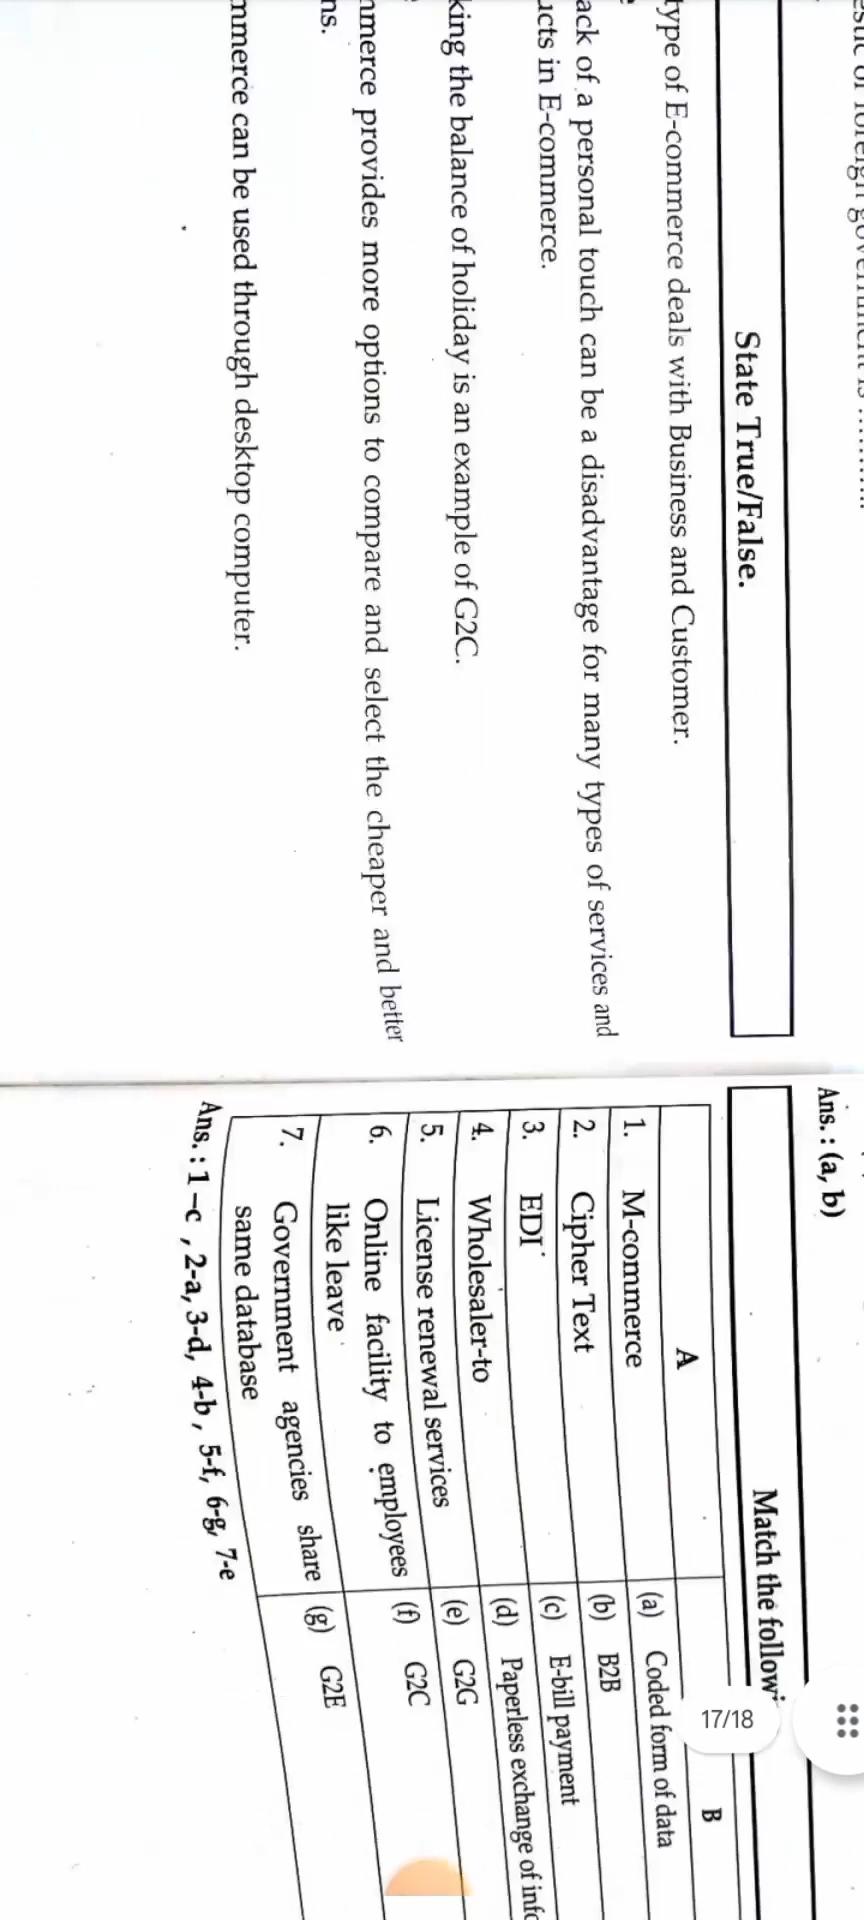 State True/False.
type of E-commerce deals with Business and Customer.
ack of a personal touch can be a disadvantage for many types of services and
ucts in E-commerce.
king the balance of holiday is an example of G2C.
nmerce provides more options to compare and select the cheaper and better
ns.
mmerce can be used through desktop computer.
Ans. : (a, b)
Match the followi
A B
1. M-commerce (a) Coded form of data
2. Cipher Text (b) B2B
3. EDI (c) E-bill payment
4. Wholesaler-to (d) Paperless exchange of info
5. License renewal services (e) G2G
6. Online facility to employees (f) G2C
like leave
7. Government agencies share (g) G2E
same database
Ans. : 1-c , 2-a, 3-d, 4-b , 5-f, 6-g, 7-e
17/18